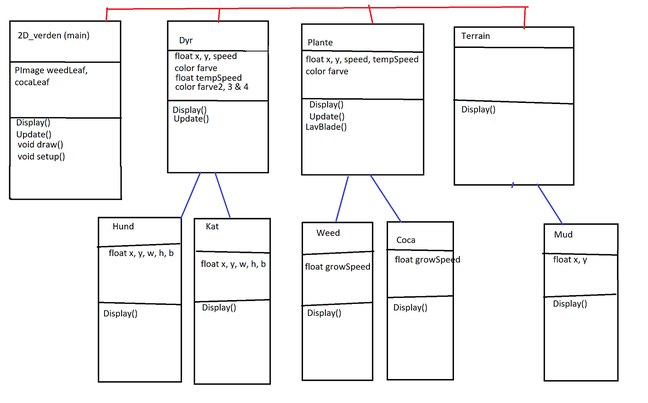 2D_verden (main)
PImage weedLeaf,
cocaLeaf
Display()
Update()
void draw()
void setup()
Dyr
float x, y, speed
color farve
float tempSpeed
color farve2, 3 & 4
Display()
Update()
Plante
float x, y, speed, tempSpeed
color farve
Display()
Update()
LavBlade()
Terrain
Display()
Hund
float x, y, w, h, b
Display()
Kat
float x, y, w, h, b
Display()
Weed
float growSpeed
Display()
Coca
float growSpeed
Display()
Mud
float x, y
Display()